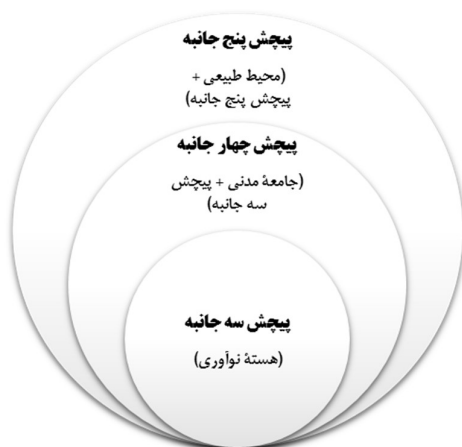 پیچش پنج جانبه
(محیط طبیعی +
پیچش پنج جانبه)
پیچش چهار جانبه
(جامعهٔ مدنی + پیچش
سه جانبه)
پیچش سه جانبه
(هستهٔ نوآوری)